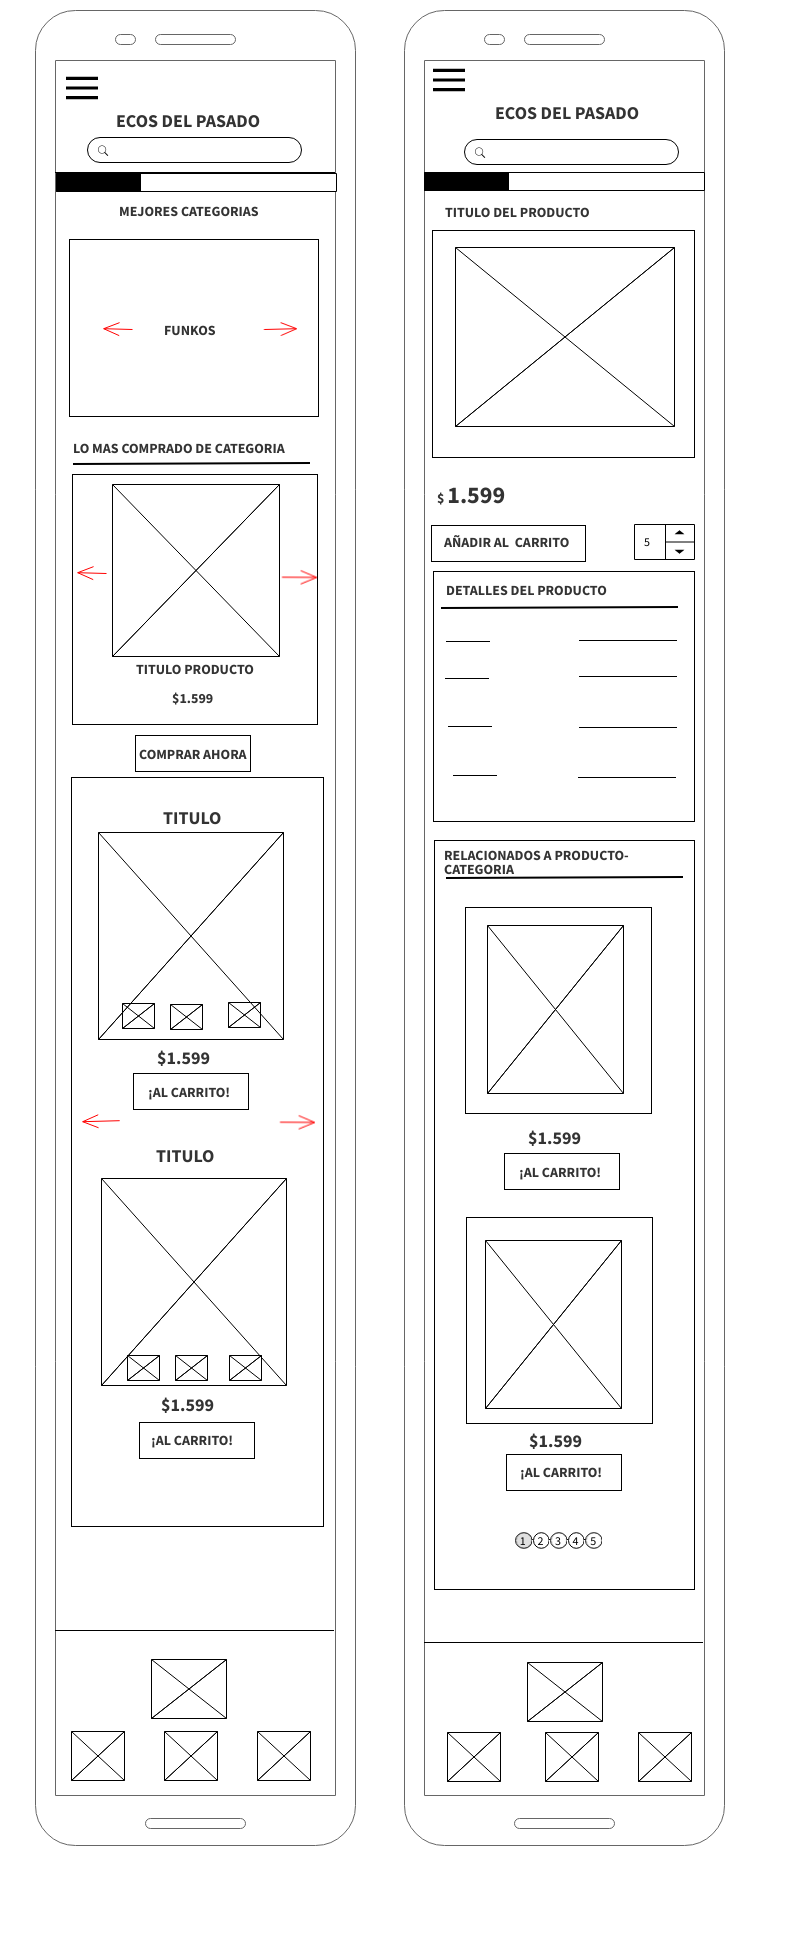 ECOS DEL PASADO
MEJORES CATEGORIAS
FUNKOS
LO MAS COMPRADO DE CATEGORIA
TITULO PRODUCTO
$1.599
COMPRAR AHORA
TITULO
$1.599
¡AL CARRITO!
TITULO
$1.599
¡AL CARRITO!
ECOS DEL PASADO
TITULO DEL PRODUCTO
$ 1.599
AÑADIR AL CARRITO
5
DETALLES DEL PRODUCTO
RELACIONADOS A PRODUCTO-
CATEGORIA
$1.599
¡AL CARRITO!
$1.599
¡AL CARRITO!
1 2 3 4 5